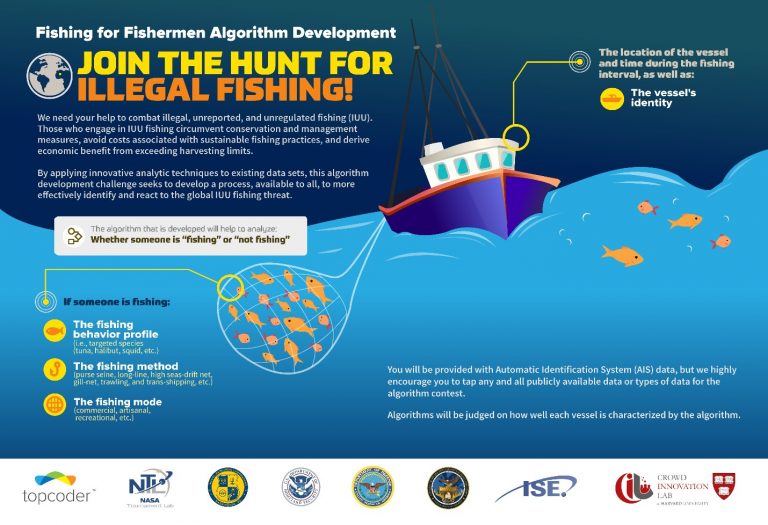 Fishing for Fishermen Algorithm Development
JOIN THE HUNT FOR
ILLEGAL FISHING!
We need your help to combat illegal, unreported, and unregulated fishing (IUU).
Those who engage in IUU fishing circumvent conservation and management
measures, avoid costs associated with sustainable fishing practices, and derive
economic benefit from exceeding harvesting limits.
By applying innovative analytic techniques to existing data sets, this algorithm
development challenge seeks to develop a process, available to all, to more
effectively identify and react to the global IUU fishing threat.
The algorithm that is developed will help to analyze:
Whether someone is "fishing" or "not fishing"
The location of the vessel
and time during the fishing
interval, as well as:
The vessel's
identity
If someone is fishing:
The fishing
behavior profile
(i.e., targeted species
(tuna, halibut, squid, etc.)
The fishing method
(purse seine, long-line, high seas-drift net,
gill-net, trawling, and trans-shipping, etc.)
The fishing mode
(commercial, artisanal,
recreational, etc.)
You will be provided with Automatic Identification System (AIS) data, but we highly
encourage you to tap any and all publicly available data or types of data for the
algorithm contest.
Algorithms will be judged on how well each vessel is characterized by the algorithm.
topcoder™
NTL
NASA
Tournament Lab
ISE
CROWD
INNOVATION
LAB
HARVARD UNIVERSITY